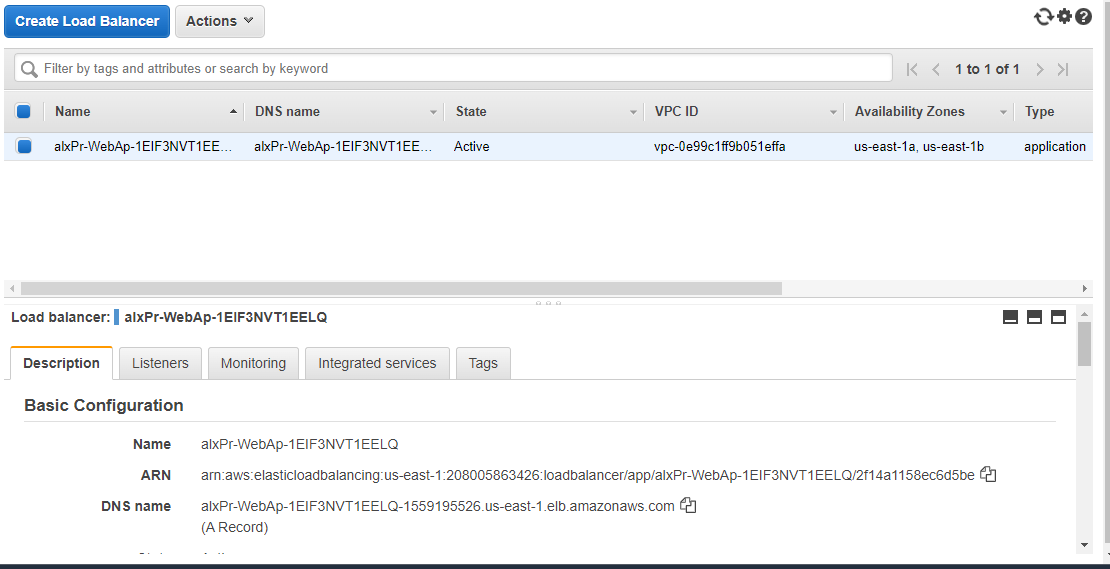 Create Load Balancer Actions
Filter by tags and attributes or search by keyword 1 to 1 of 1
Name DNS name State VPC ID Availability Zones Type
alxPr-WebAp-1EIF3NVT1EE... alxPr-WebAp-1EIF3NVT1EE... Active vpc-0e99c1ff9b051effa us-east-1a, us-east-1b application
Load balancer: alxPr-WebAp-1EIF3NVT1EELQ
Description Listeners Monitoring Integrated services Tags
Basic Configuration
Name alxPr-WebAp-1EIF3NVT1EELQ
ARN arn:aws:elasticloadbalancing:us-east-1:208005863426:loadbalancer/app/alxPr-WebAp-1EIF3NVT1EELQ/2f14a1158ec6d5be
DNS name alxPr-WebAp-1EIF3NVT1EELQ-1559195526.us-east-1.elb.amazonaws.com
(A Record)